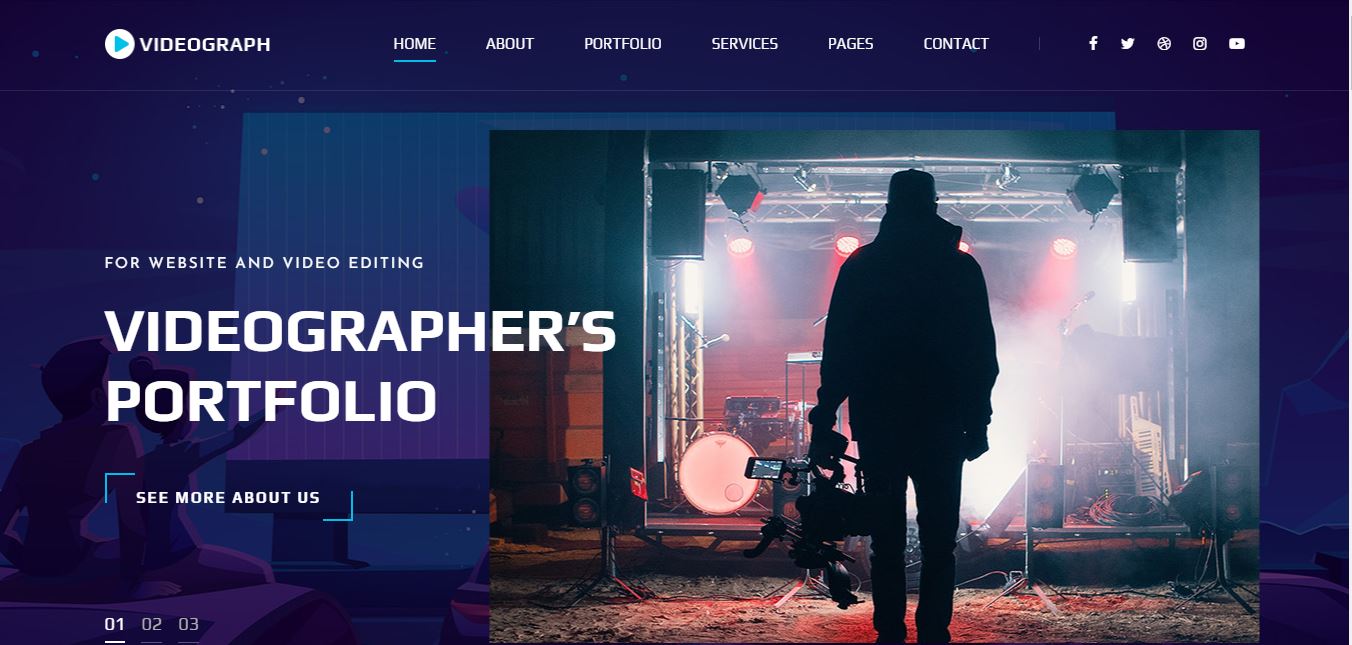 VIDEOGRAPH
HOME ABOUT PORTFOLIO SERVICES PAGES CONTACT
FOR WEBSITE AND VIDEO EDITING
VIDEOGRAPHER’S
PORTFOLIO
SEE MORE ABOUT US
01 02 03